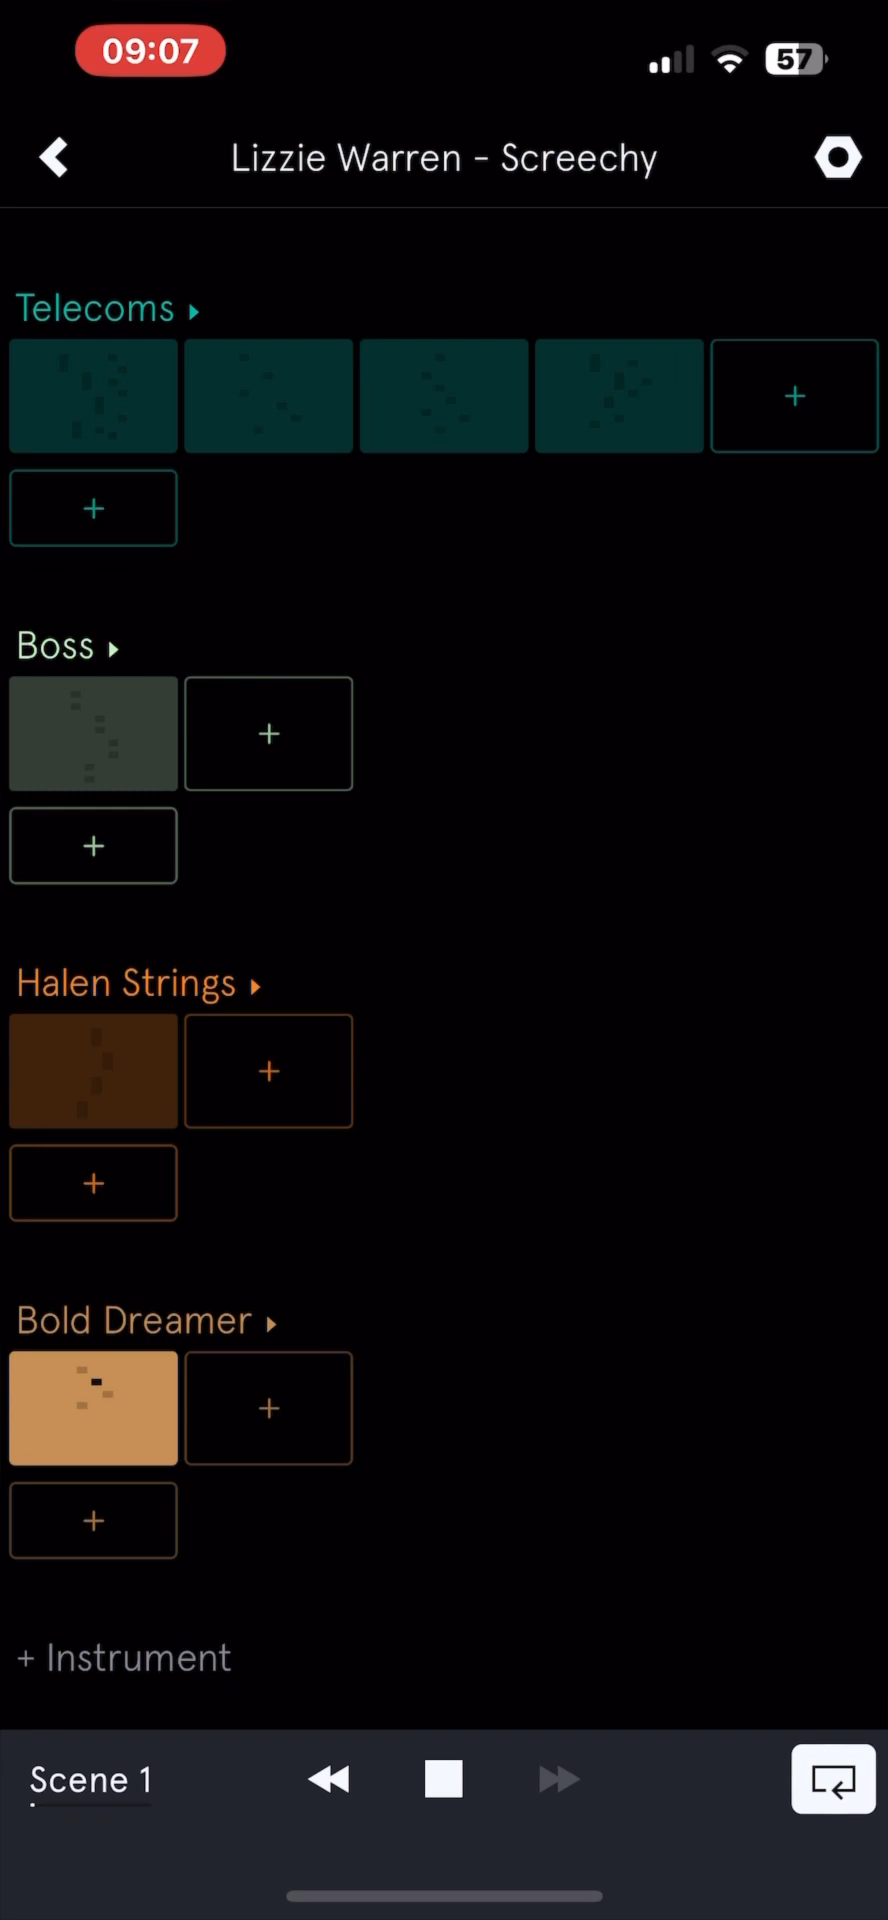 09:07
57
Lizzie Warren - Screechy
Telecoms
+
+
Boss
+
+
Halen Strings
+
+
Bold Dreamer
+
+
+ Instrument
Scene 1